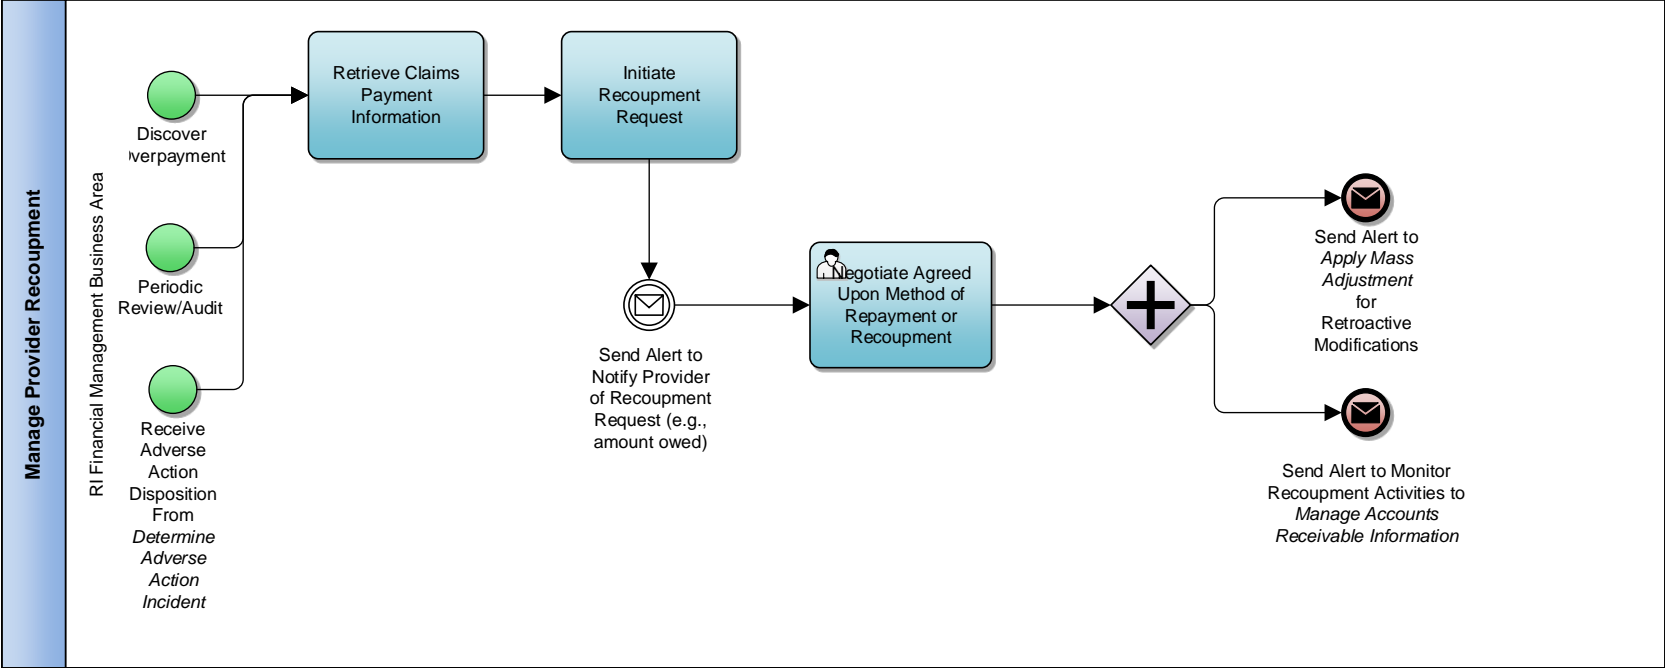 Manage Provider Recoupment
RI Financial Management Business Area
Discover
Overpayment
Periodic
Review/Audit
Receive
Adverse
Action
Disposition
From
Determine
Adverse
Action
Incident
Retrieve Claims
Payment
Information
Initiate
Recoupment
Request
Send Alert to
Notify Provider
of Recoupment
Request (e.g.,
amount owed)
Negotiate Agreed
Upon Method of
Repayment or
Recoupment
Send Alert to
Apply Mass
Adjustment
for
Retroactive
Modifications
Send Alert to Monitor
Recoupment Activities to
Manage Accounts
Receivable Information